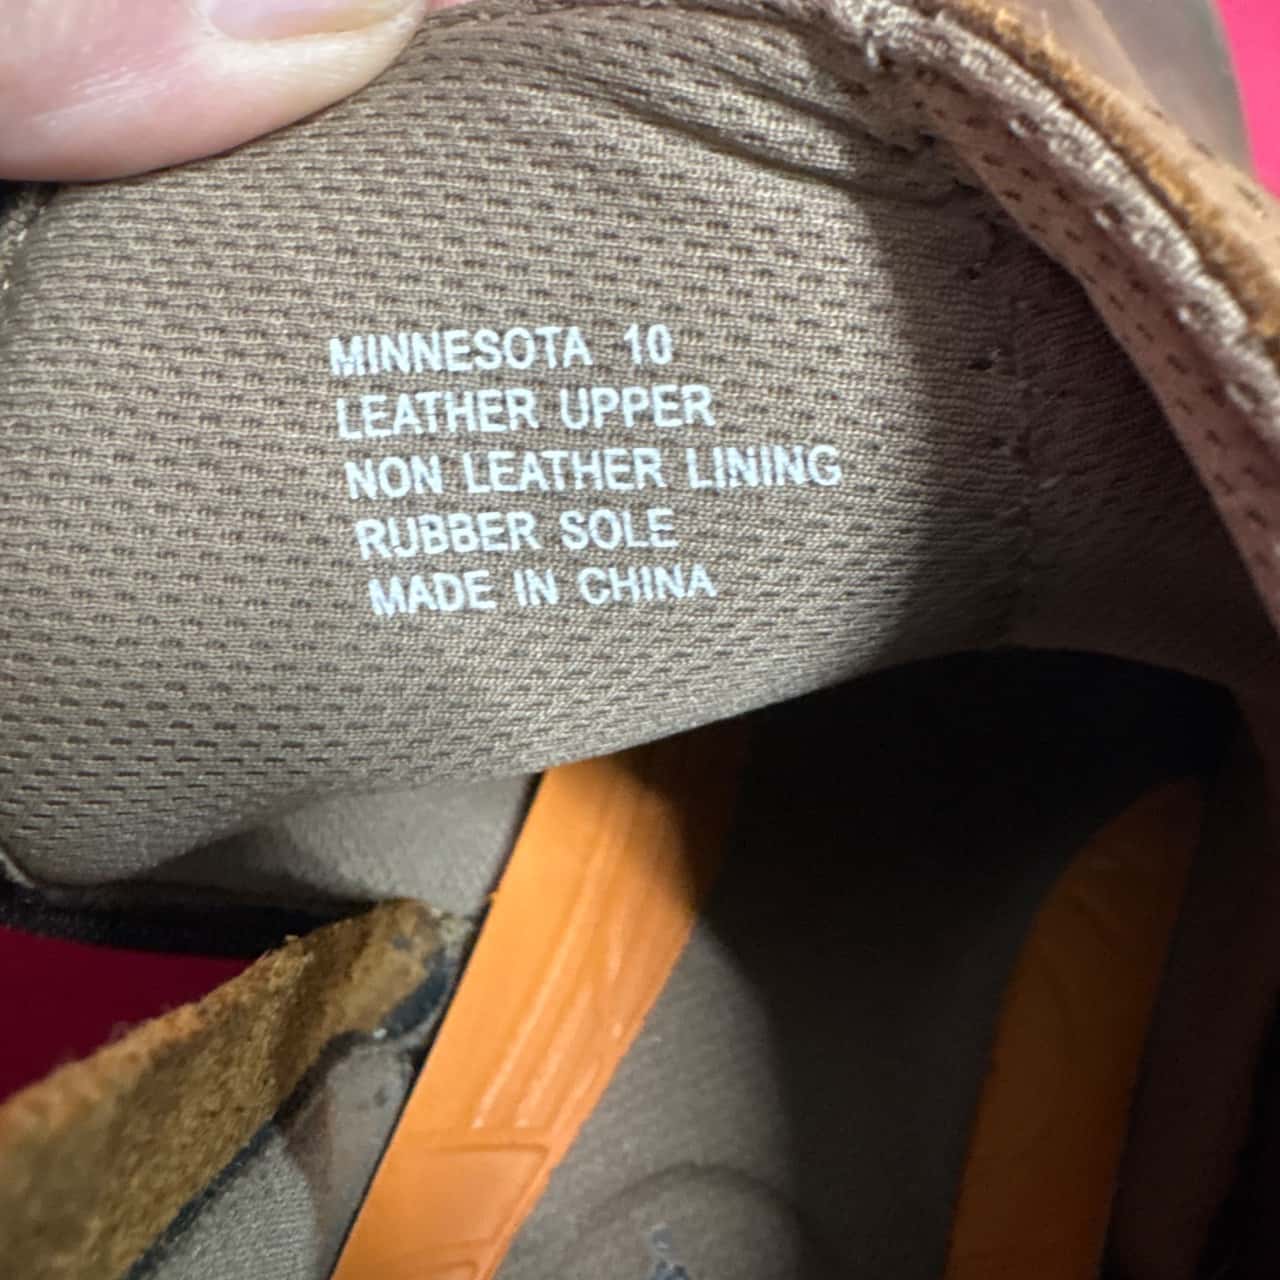 MINNESOTA 10
LEATHER UPPER
NON LEATHER LINING
RUBBER SOLE
MADE IN CHINA